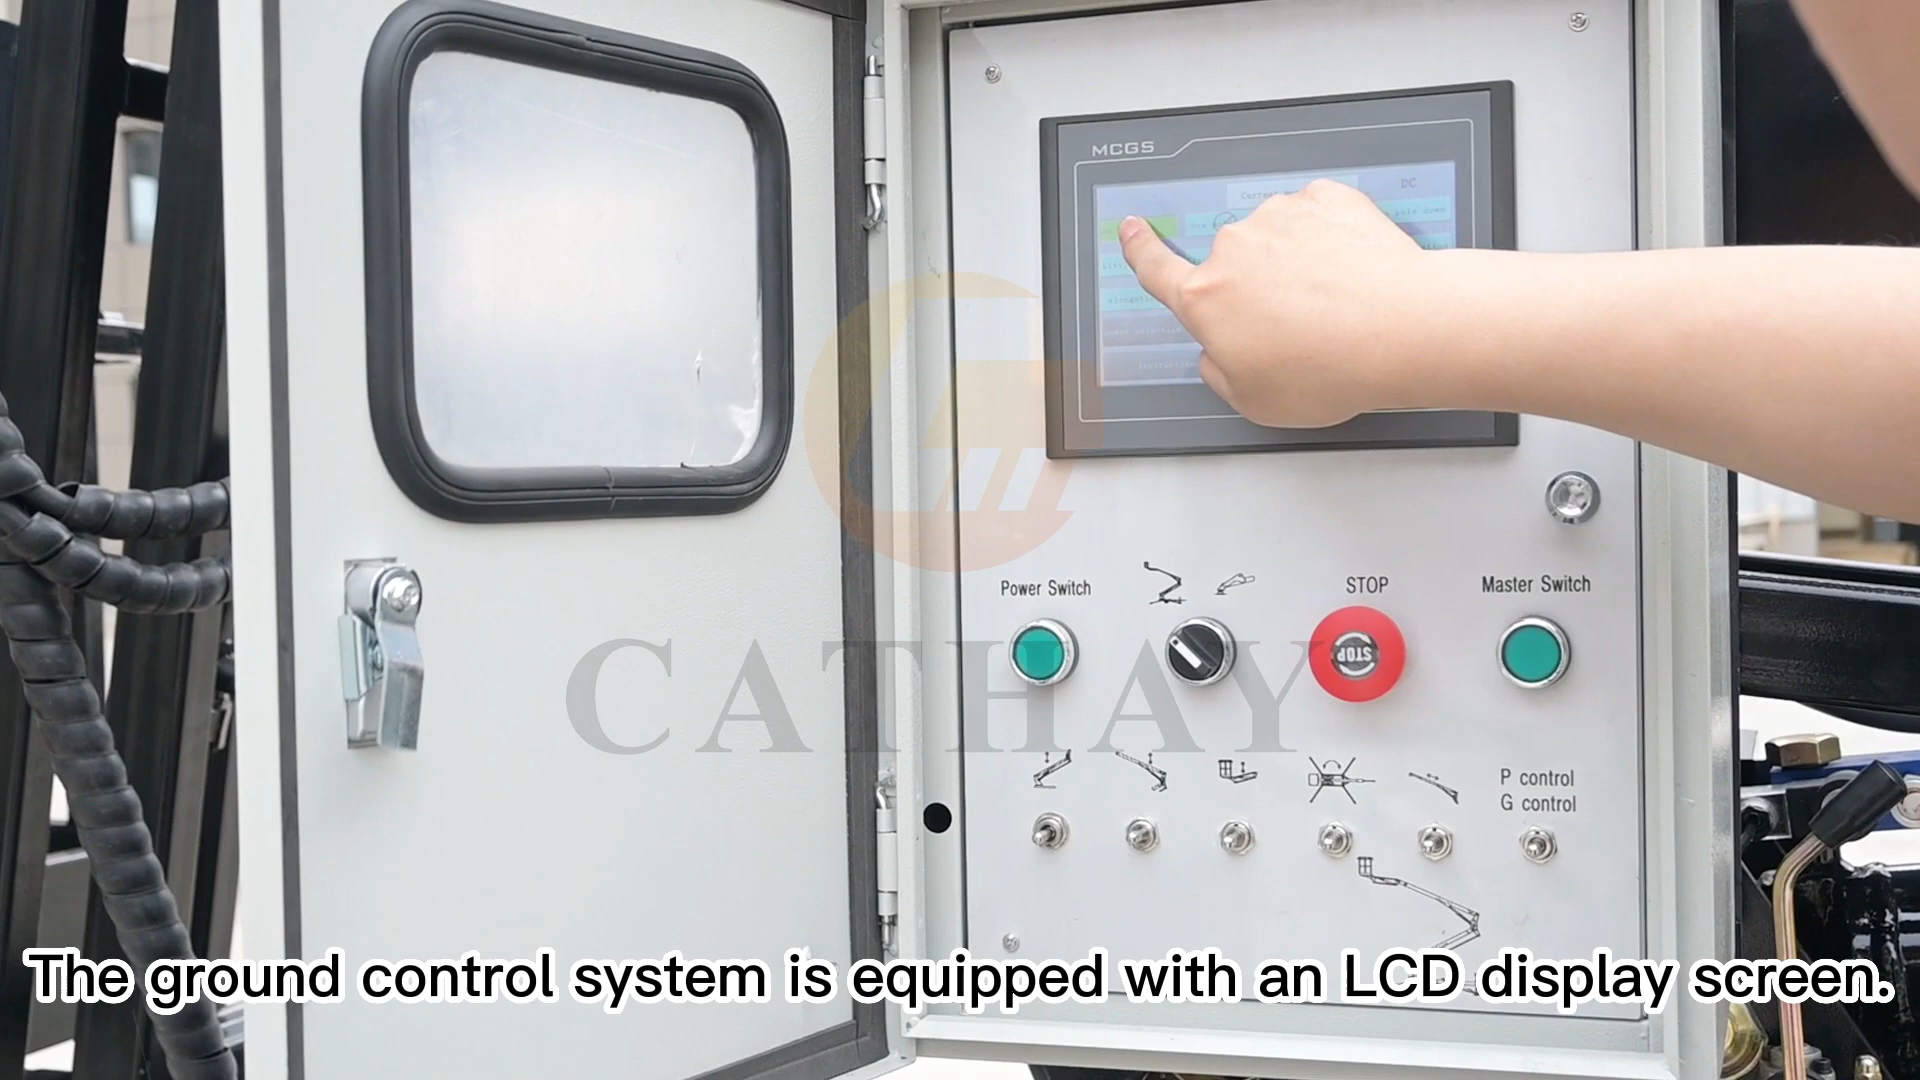 MCGS
DC
Power Switch
STOP
Master Switch
STOP
CATHAY
P control
G control
The ground control system is equipped with an LCD display screen.